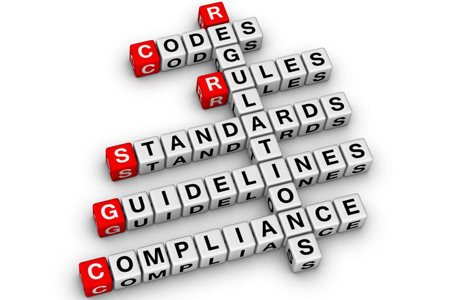 REGULATIONS
CODES
RULES
STANDARDS
GUIDELINES
COMPLIANCE